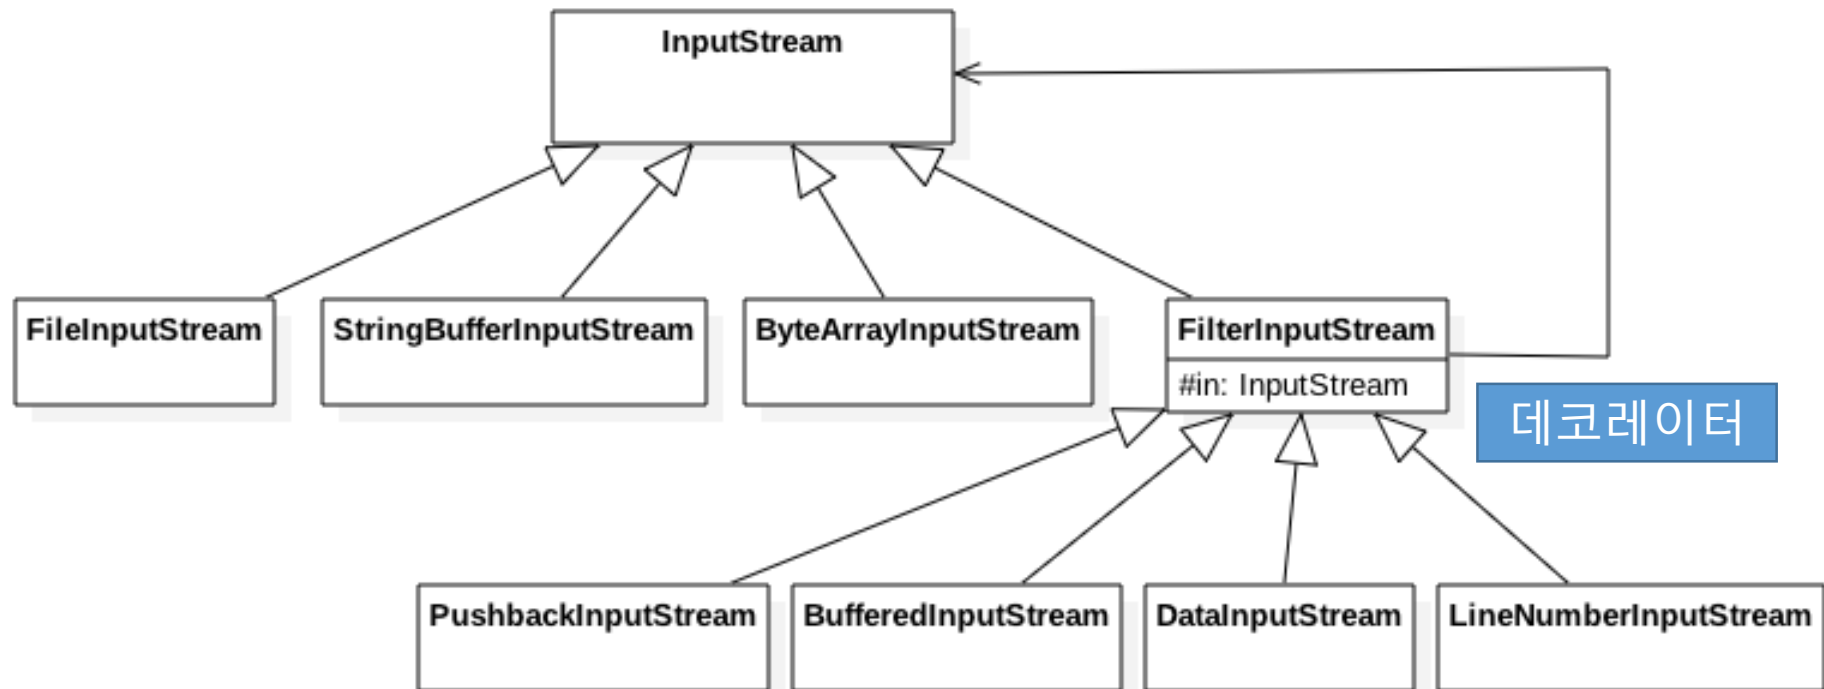 InputStream
FileInputStream
StringBufferInputStream
ByteArrayInputStream
FilterInputStream
#in: InputStream
데코레이터
PushbackInputStream
BufferedInputStream
DataInputStream
LineNumberInputStream